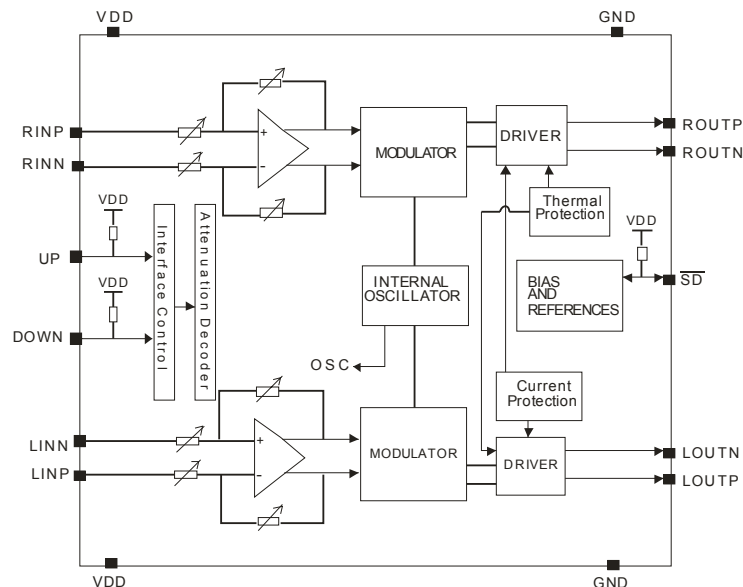 VDD
GND
RINP
RINN
+
-
MODULATOR
DRIVER
ROUTP
ROUTN
Thermal
Protection
VDD
UP
VDD
DOWN
Interface Control
Attenuation Decoder
INTERNAL
OSCILLATOR
OSC
VDD
BIAS
AND
REFERENCES
SD
Current
Protection
LINN
LINP
+
-
MODULATOR
DRIVER
LOUTN
LOUTP
VDD
GND